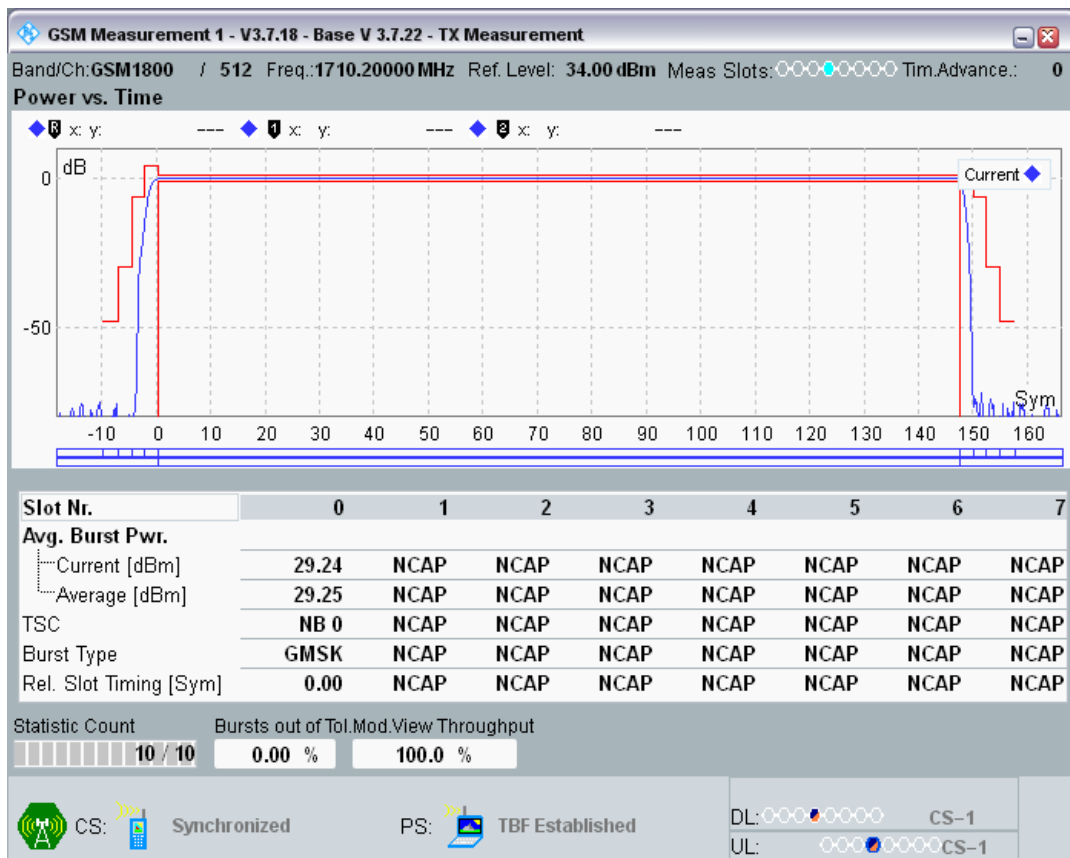 GSM Measurement 1 - V3.7.18 - Base V 3.7.22 - TX Measurement
Band/Ch:GSM1800 / 512 Freq.:1710.20000 MHz Ref. Level: 34.00 dBm Meas Slots: Tim.Advance.: 0
Power vs. Time
R x: y: --- 1 x: y: --- 2 x: y: ---
dB
Current
0
-50
Sym
-10 0 10 20 30 40 50 60 70 80 90 100 110 120 130 140 150 160
Slot Nr. 0 1 2 3 4 5 6 7
Avg. Burst Pwr.
Current [dBm] 29.24 NCAP NCAP NCAP NCAP NCAP NCAP NCAP
Average [dBm] 29.25 NCAP NCAP NCAP NCAP NCAP NCAP NCAP
TSC NB 0 NCAP NCAP NCAP NCAP NCAP NCAP NCAP
Burst Type GMSK NCAP NCAP NCAP NCAP NCAP NCAP NCAP
Rel. Slot Timing [Sym] 0.00 NCAP NCAP NCAP NCAP NCAP NCAP NCAP
Statistic Count Bursts out of Tol.Mod.View Throughput
10 / 10 0.00 % 100.0 %
CS: Synchronized PS: TBF Established DL: CS-1
UL: CS-1